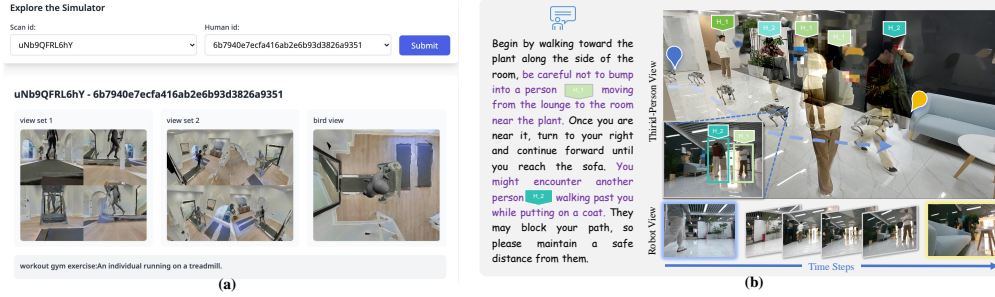 Explore the Simulator
Scan id:
Human id:
uNb9QFRL6hY
6b7940e7ecfa416ab2e6b93d3826a9351
Submit
uNb9QFRL6hY - 6b7940e7ecfa416ab2e6b93d3826a9351
view set 1
view set 2
bird view
workout gym exercise:An individual running on a treadmill.
(a)
Begin by walking toward the
plant along the side of the
room, be careful not to bump
into a person H_1 moving
from the lounge to the room
near the plant. Once you are
near it, turn to your right
and continue forward until
you reach the sofa. You
might encounter another
person H_2 walking past you
while putting on a coat. They
may block your path, so
please maintain a safe
distance from them.
Thirid-Person View
H_1
H_2
H_1
H_1
H_2
H_2
H_1
Robot View
Time Steps
(b)